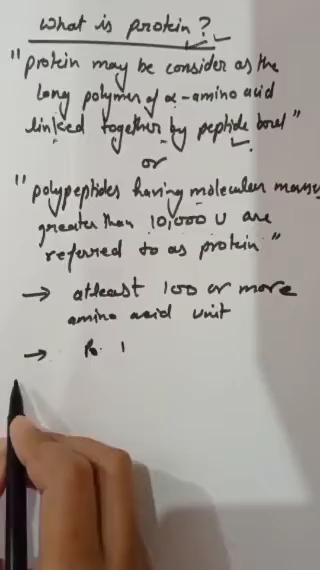 What is protein?
"protein may be consider as the
long polymer of α-amino acid
linked together by peptide bond"
or
"polypeptides having molecular mass
greater than 10,000 U are
referred to as protein"
→ atleast 100 or more
amino acid unit
→